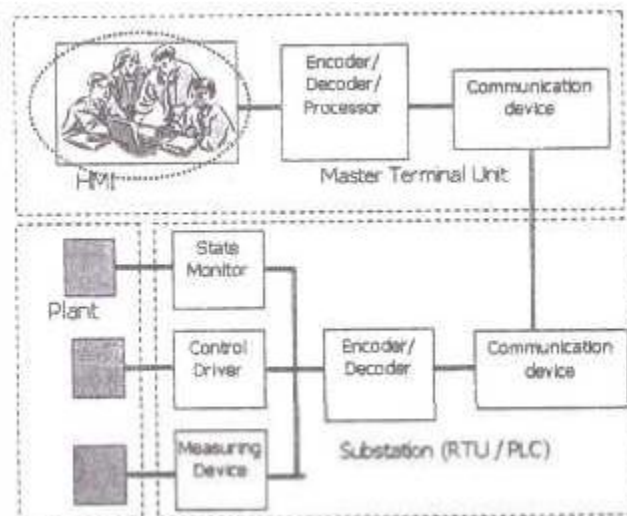 Encoder/
Decoder/
Processor
Communication
device
HMI
Master Terminal Unit
State
Monitor
Plant
Control
Driver
Encoder/
Decoder
Communication
device
Measuring
Device
Substation (RTU / PLC)